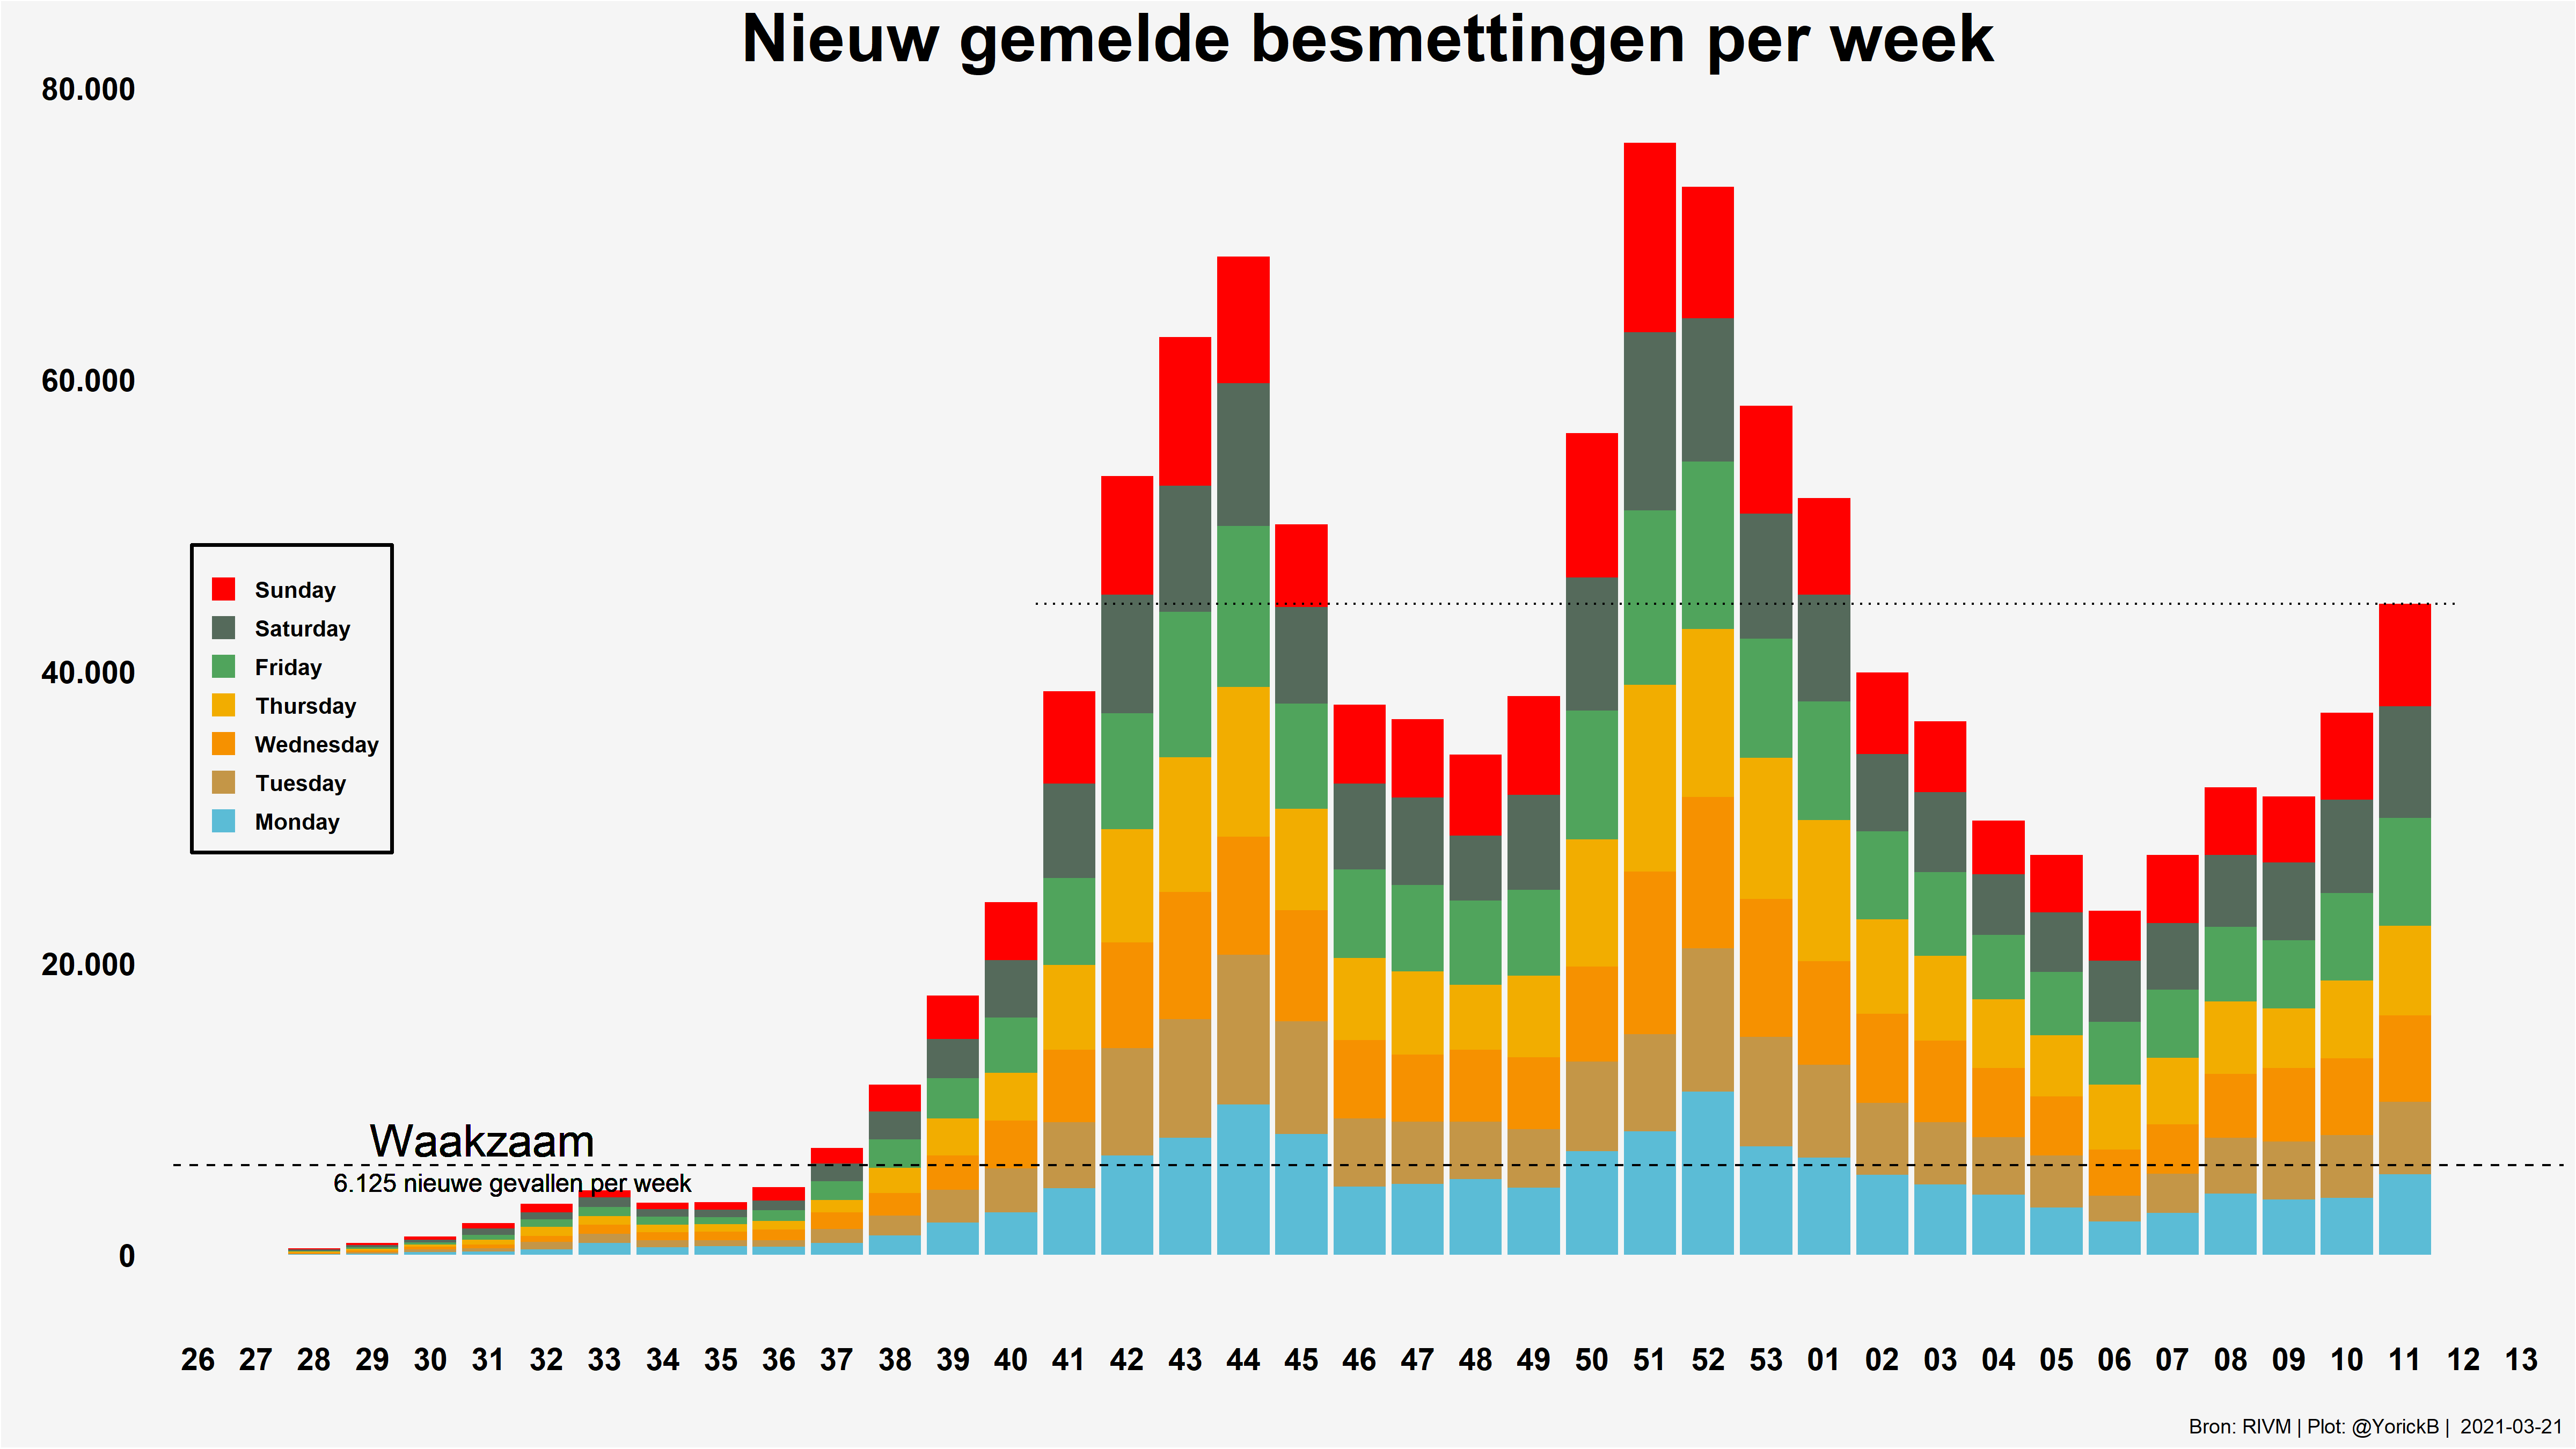 Nieuw gemelde besmettingen per week
80.000
60.000
40.000
20.000
0
Sunday
Saturday
Friday
Thursday
Wednesday
Tuesday
Monday
Waakzaam
6.125 nieuwe gevallen per week
26 27 28 29 30 31 32 33 34 35 36 37 38 39 40 41 42 43 44 45 46 47 48 49 50 51 52 53 01 02 03 04 05 06 07 08 09 10 11 12 13
Bron: RIVM | Plot: @YorickB | 2021-03-21